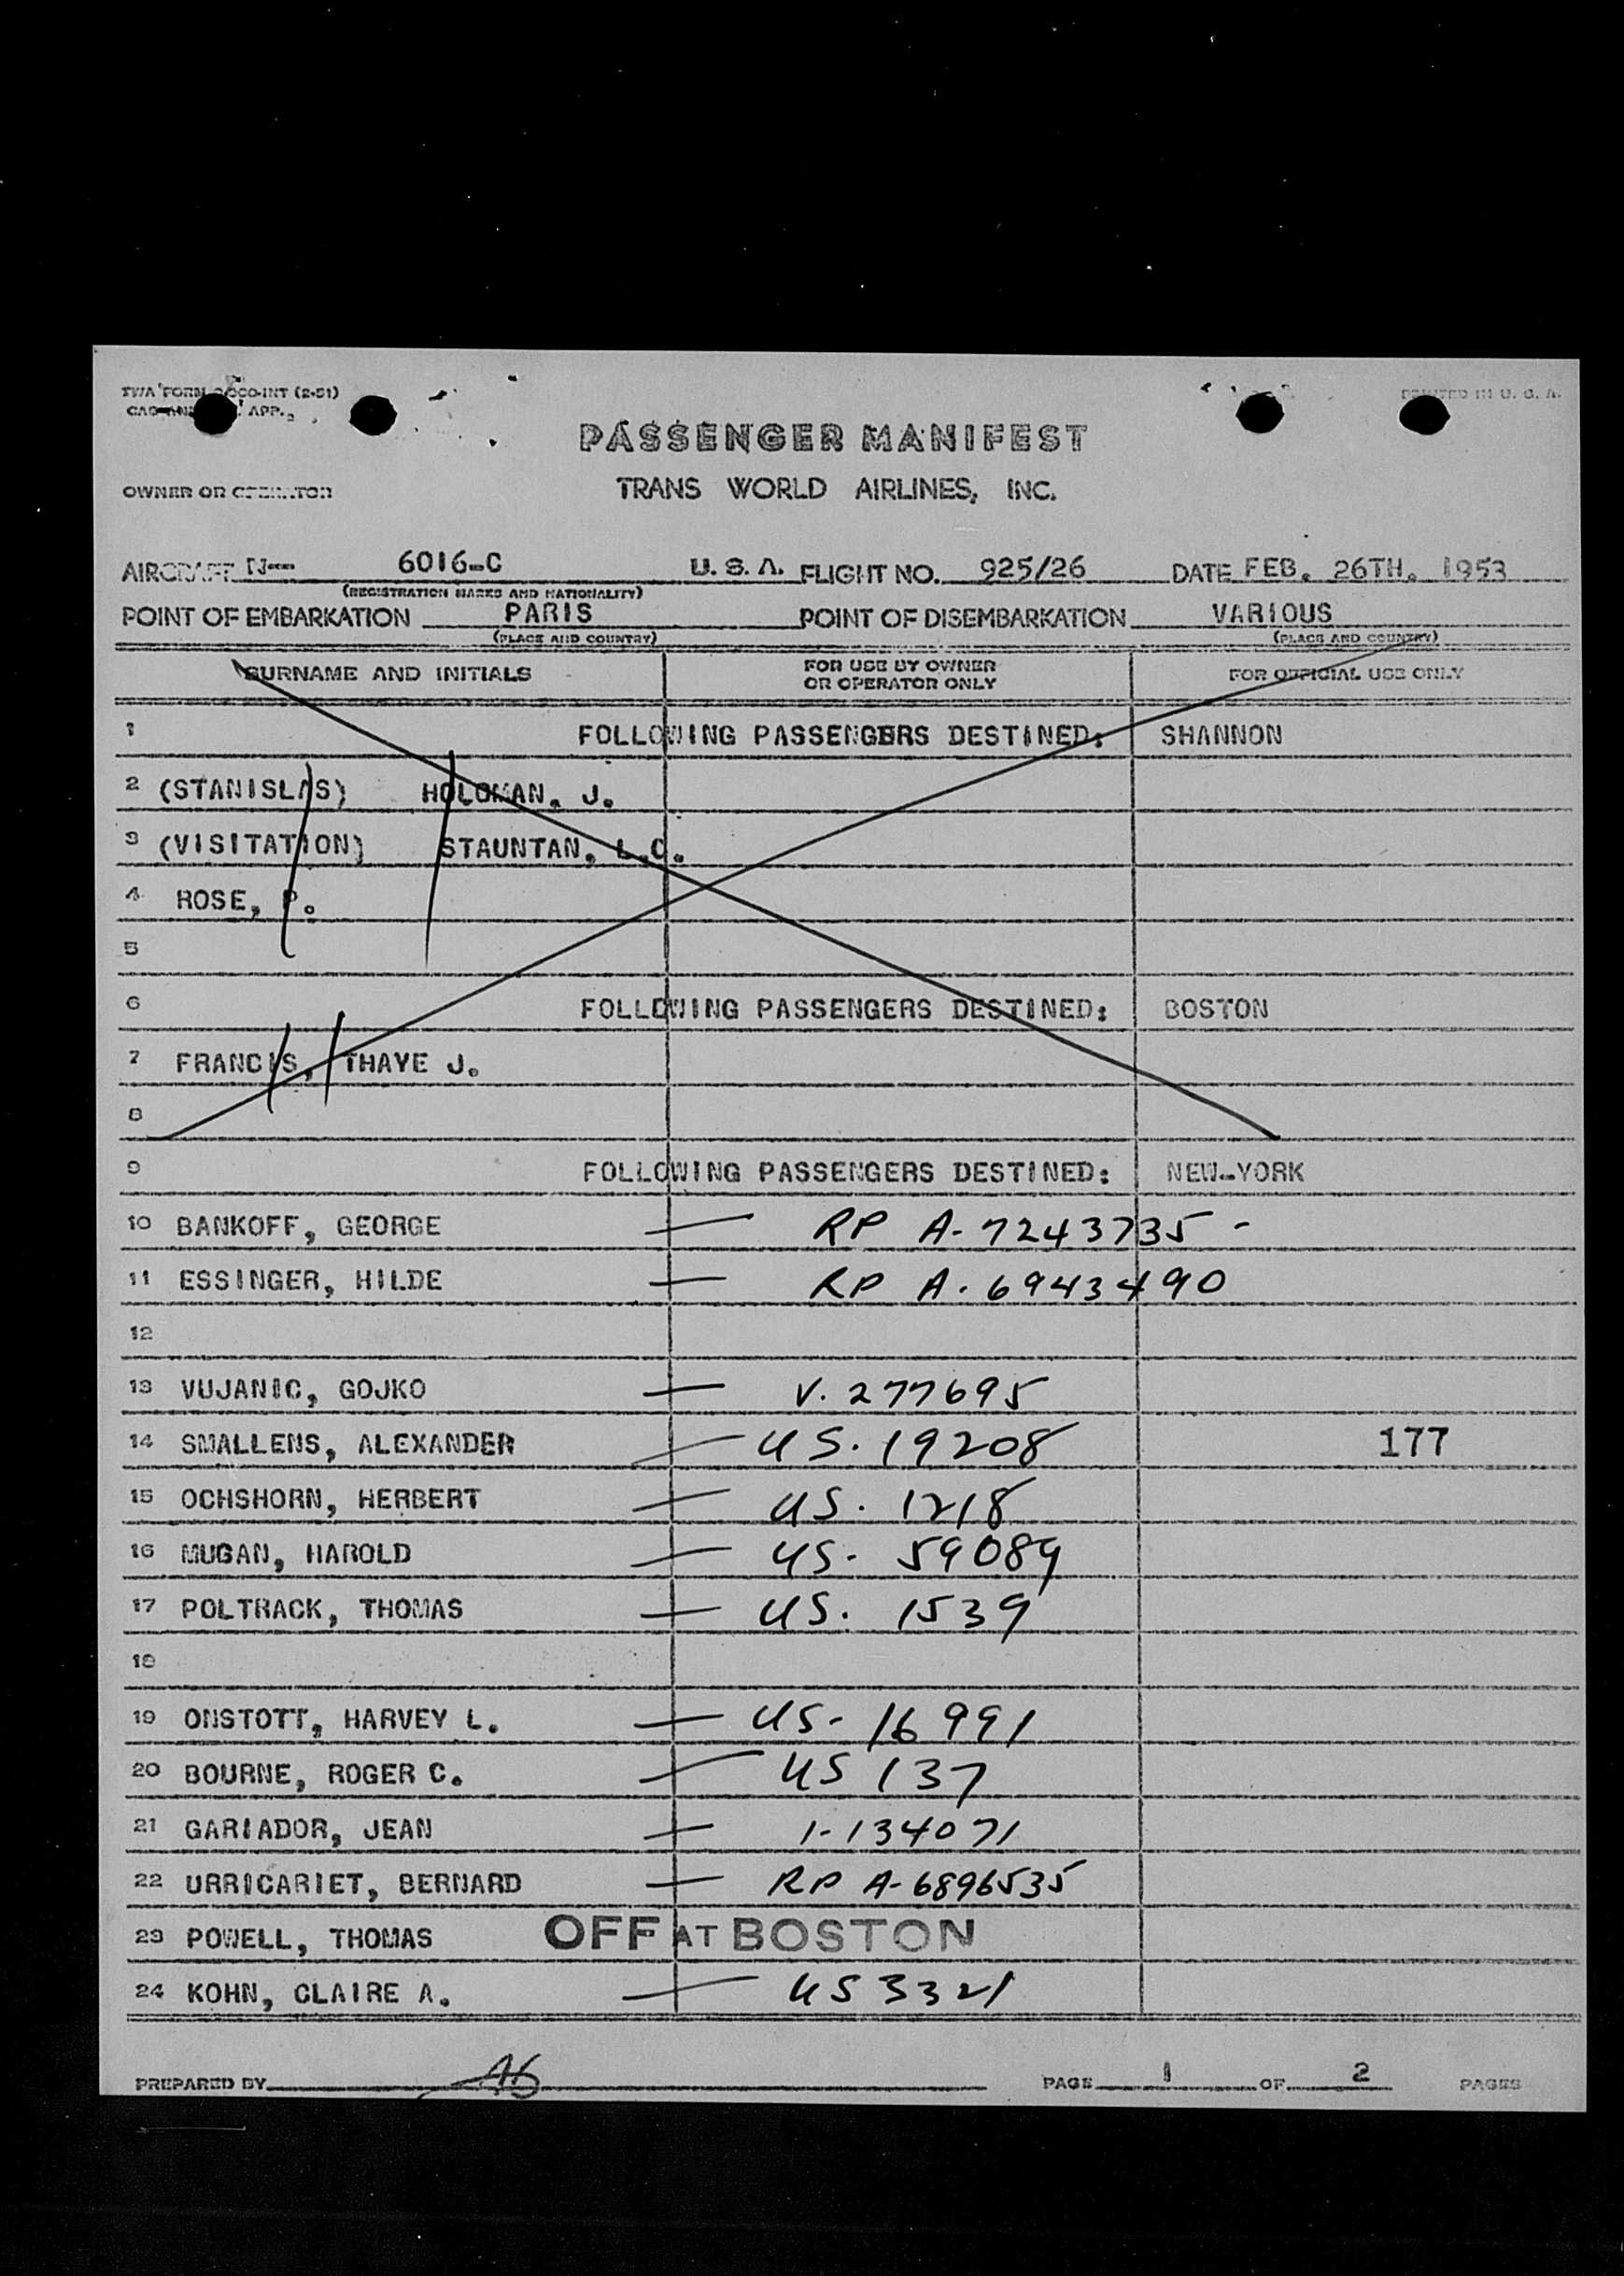 TWA FORM
APP.
PRINTED IN U. S. A.
PASSENGER MANIFEST
OWNER OR OPERATOR TRANS WORLD AIRLINES, INC.
AIRCRAFT N-- 6016-C U. S. A. FLIGHT NO. 925/26 DATE FEB. 26TH. 1953
(REGISTRATION MARKS AND NATIONALITY)
POINT OF EMBARKATION PARIS POINT OF DISEMBARKATION VARIOUS
(PLACE AND COUNTRY) (PLACE AND COUNTRY)
SURNAME AND INITIALS FOR USE BY OWNER OR OPERATOR ONLY FOR OFFICIAL USE ONLY
1 FOLLOWING PASSENGERS DESTINED: SHANNON
2 (STANISLAS) HOLOMAN. J.
3 (VISITATION) STAUNTAN, L.C.
4 ROSE, P.
5
6 FOLLOWING PASSENGERS DESTINED: BOSTON
7 FRANCIS, THAYE J.
8
9 FOLLOWING PASSENGERS DESTINED: NEW-YORK
10 BANKOFF, GEORGE — RP A-7243735 -
11 ESSINGER, HILDE — RP A. 6943490
12
13 VUJANIC, GOJKO — V. 277695
14 SMALLENS, ALEXANDER — US. 19208 177
15 OCHSHORN, HERBERT — US. 1218
16 MUGAN, HAROLD — US- 59089
17 POLTRACK, THOMAS — US. 1539
18
19 ONSTOTT, HARVEY L. — US- 16991
20 BOURNE, ROGER C. — US 137
21 GARIADOR, JEAN — 1-134071
22 URRICARIET, BERNARD — RP A-6896535
23 POWELL, THOMAS OFF AT BOSTON
24 KOHN, CLAIRE A. — US 3321
PREPARED BY PAGE 1 OF 2 PAGES